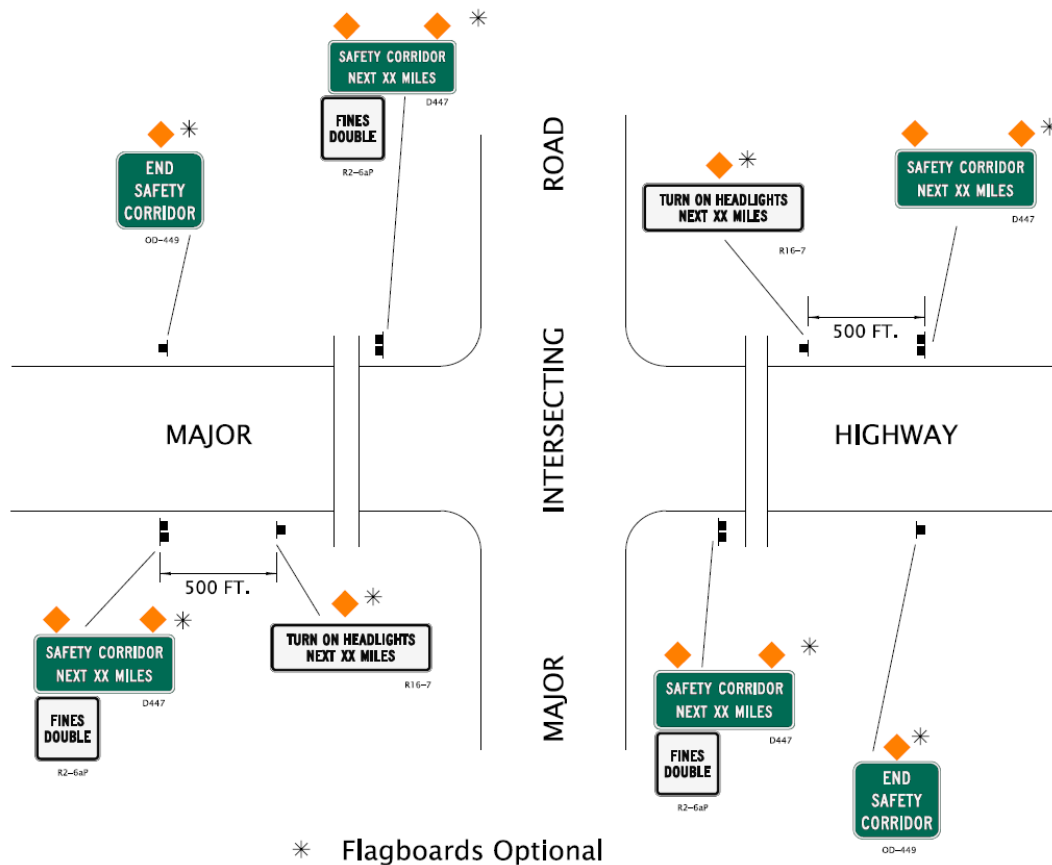 SAFETY CORRIDOR
NEXT XX MILES
D447
FINES
DOUBLE
R2-6aP
END
SAFETY
CORRIDOR
OD-449
ROAD
TURN ON HEADLIGHTS
NEXT XX MILES
R16-7
SAFETY CORRIDOR
NEXT XX MILES
D447
500 FT.
MAJOR
INTERSECTING
HIGHWAY
500 FT.
SAFETY CORRIDOR
NEXT XX MILES
D447
FINES
DOUBLE
R2-6aP
TURN ON HEADLIGHTS
NEXT XX MILES
R16-7
MAJOR
SAFETY CORRIDOR
NEXT XX MILES
D447
FINES
DOUBLE
R2-6aP
END
SAFETY
CORRIDOR
OD-449
* Flagboards Optional